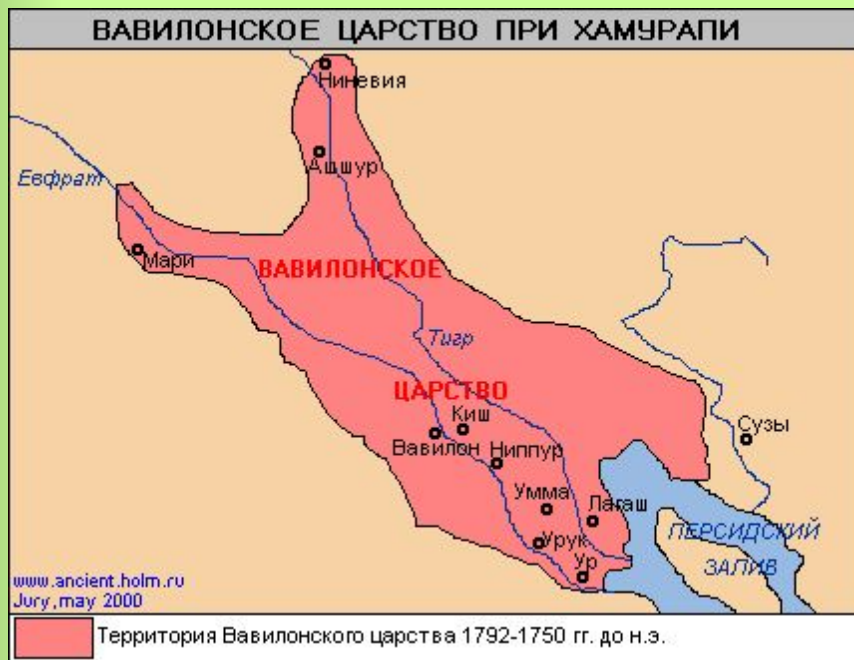 ВАВИЛОНСКОЕ ЦАРСТВО ПРИ ХАМУРАПИ
Ниневия
Ашшур
Евфрат
Мари
ВАВИЛОНСКОЕ
Тигр
ЦАРСТВО
Киш
Сузы
Вавилон
Ниппур
Умма
Лагаш
ПЕРСИДСКИЙ
Урук
ЗАЛИВ
Ур
www.ancient.holm.ru
Jury,may 2000
Территория Вавилонского царства 1792-1750 гг. до н.э.